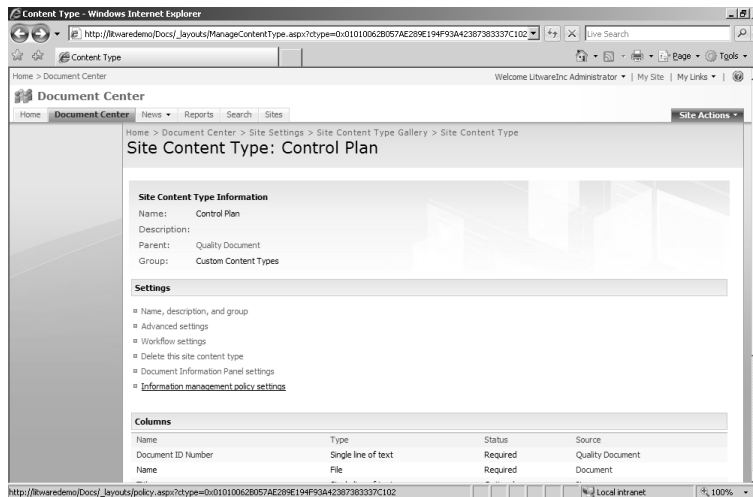 Content Type - Windows Internet Explorer
http://litwaredemo/Docs/_layouts/ManageContentType.aspx?ctype=0x01010062B057AE289E194F93A42387383337C102
Live Search
Content Type
Page
Tools
Home > Document Center
Welcome LitwareInc Administrator | My Site | My Links
Document Center
Home Document Center News Reports Search Sites
Site Actions
Home > Document Center > Site Settings > Site Content Type Gallery > Site Content Type
Site Content Type: Control Plan
Site Content Type Information
Name: Control Plan
Description:
Parent: Quality Document
Group: Custom Content Types
Settings
Name, description, and group
Advanced settings
Workflow settings
Delete this site content type
Document Information Panel settings
Information management policy settings
Columns
Name Type Status Source
Document ID Number Single line of text Required Quality Document
Name File Required Document
http://litwaredemo/Docs/_layouts/policy.aspx?ctype=0x01010062B057AE289E194F93A42387383337C102
Local intranet
100%